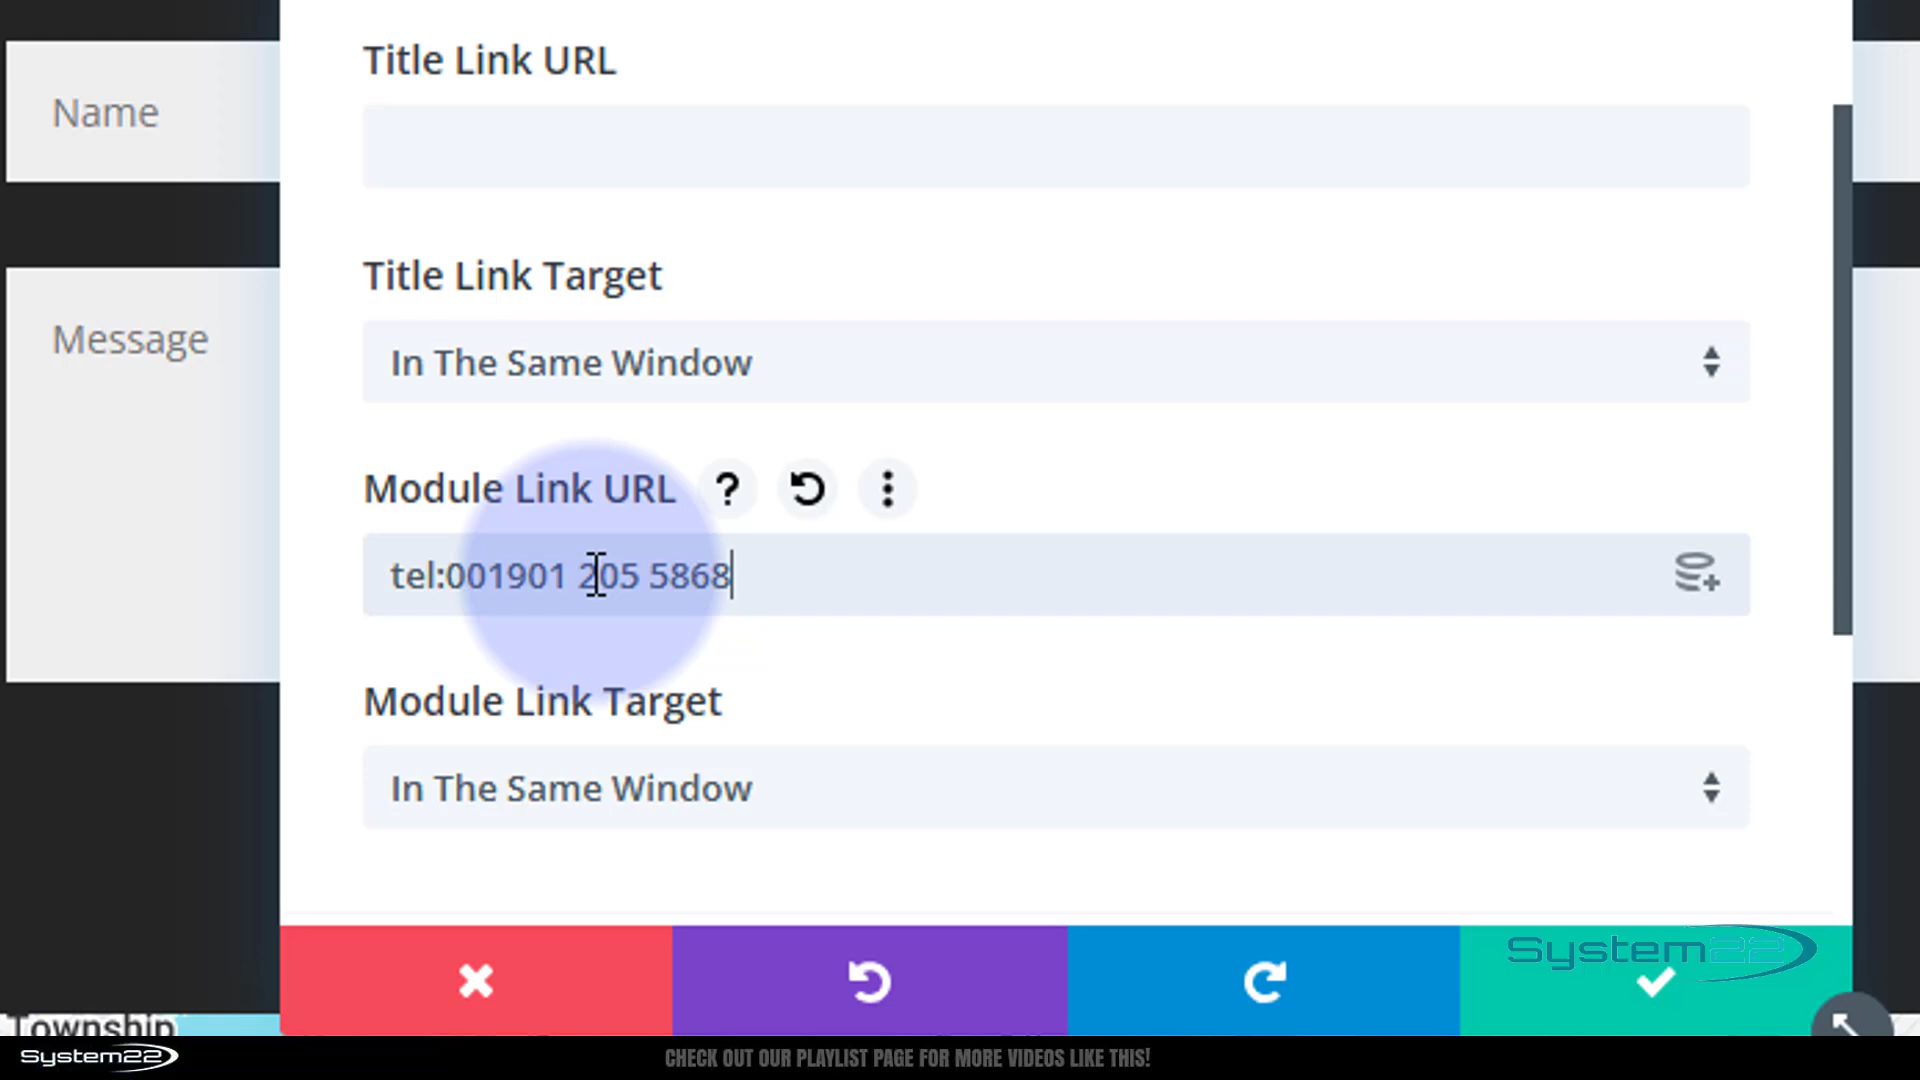 Title Link URL
Name
Title Link Target
Message
In The Same Window
Module Link URL ?
tel:001901 205 5868
Module Link Target
In The Same Window
System22
Township
System22
CHECK OUT OUR PLAYLIST PAGE FOR MORE VIDEOS LIKE THIS!